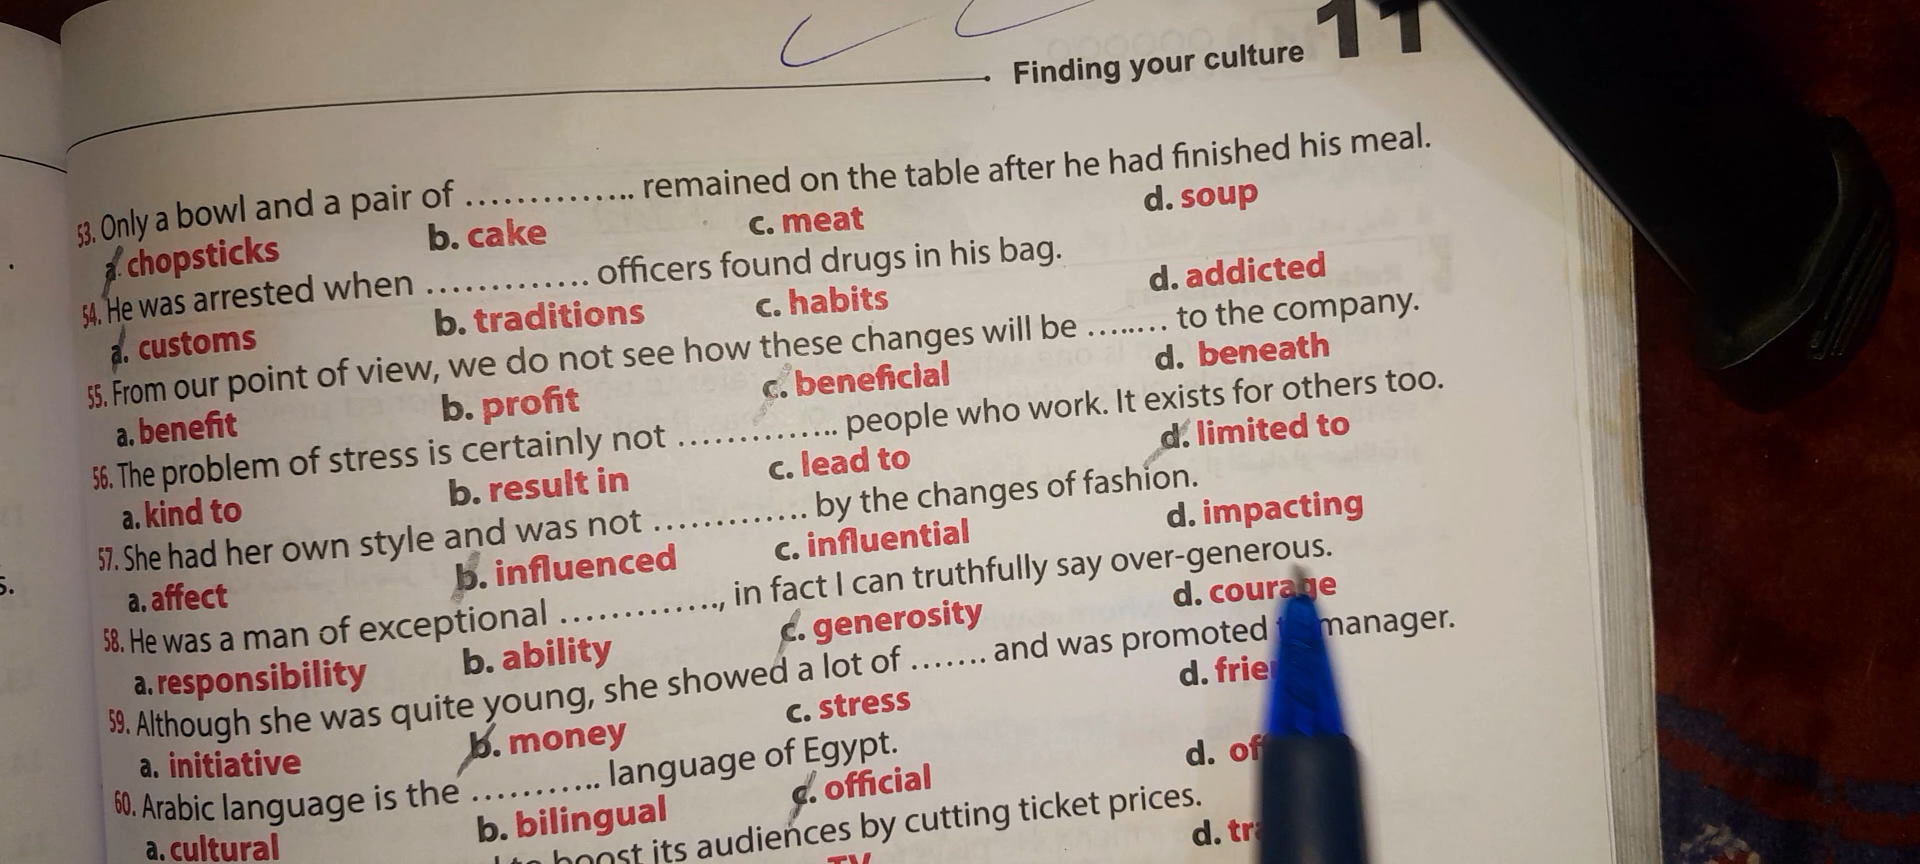 Finding your culture 11
53. Only a bowl and a pair of .............. remained on the table after he had finished his meal.
a. chopsticks b. cake c. meat d. soup
54. He was arrested when ............. officers found drugs in his bag.
a. customs b. traditions c. habits d. addicted
55. From our point of view, we do not see how these changes will be ........ to the company.
a. benefit b. profit c. beneficial d. beneath
56. The problem of stress is certainly not .............. people who work. It exists for others too.
a. kind to b. result in c. lead to d. limited to
57. She had her own style and was not ............. by the changes of fashion.
a. affect b. influenced c. influential d. impacting
58. He was a man of exceptional ............., in fact I can truthfully say over-generous.
a. responsibility b. ability c. generosity d. courage
59. Although she was quite young, she showed a lot of ....... and was promoted manager.
a. initiative b. money c. stress d.
60. Arabic language is the ........... language of Egypt.
a. cultural b. bilingual c. official d.
to boost its audiences by cutting ticket prices.
TV d.